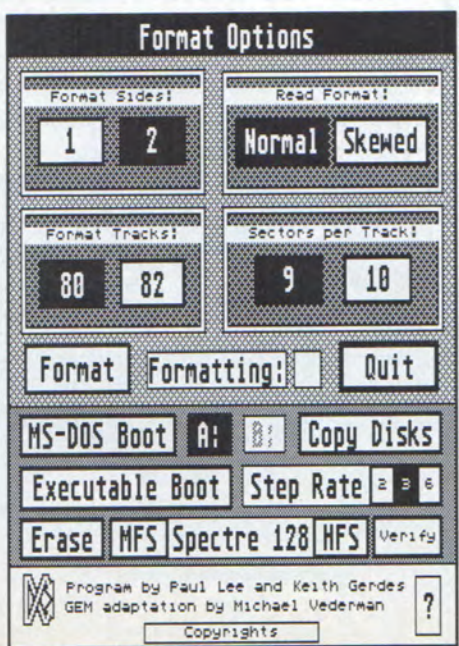 Format Options
Format Sides: Read Format:
1 2 Normal Skewed
Format Tracks: Sectors per Track:
80 82 9 10
Format Formatting: Quit
MS-DOS Boot A: B: Copy Disks
Executable Boot Step Rate 2 3 6
Erase MFS Spectre 128 HFS Verify
Program by Paul Lee and Keith Gerdes
GEM adaptation by Michael Vederman
?
Copyrights